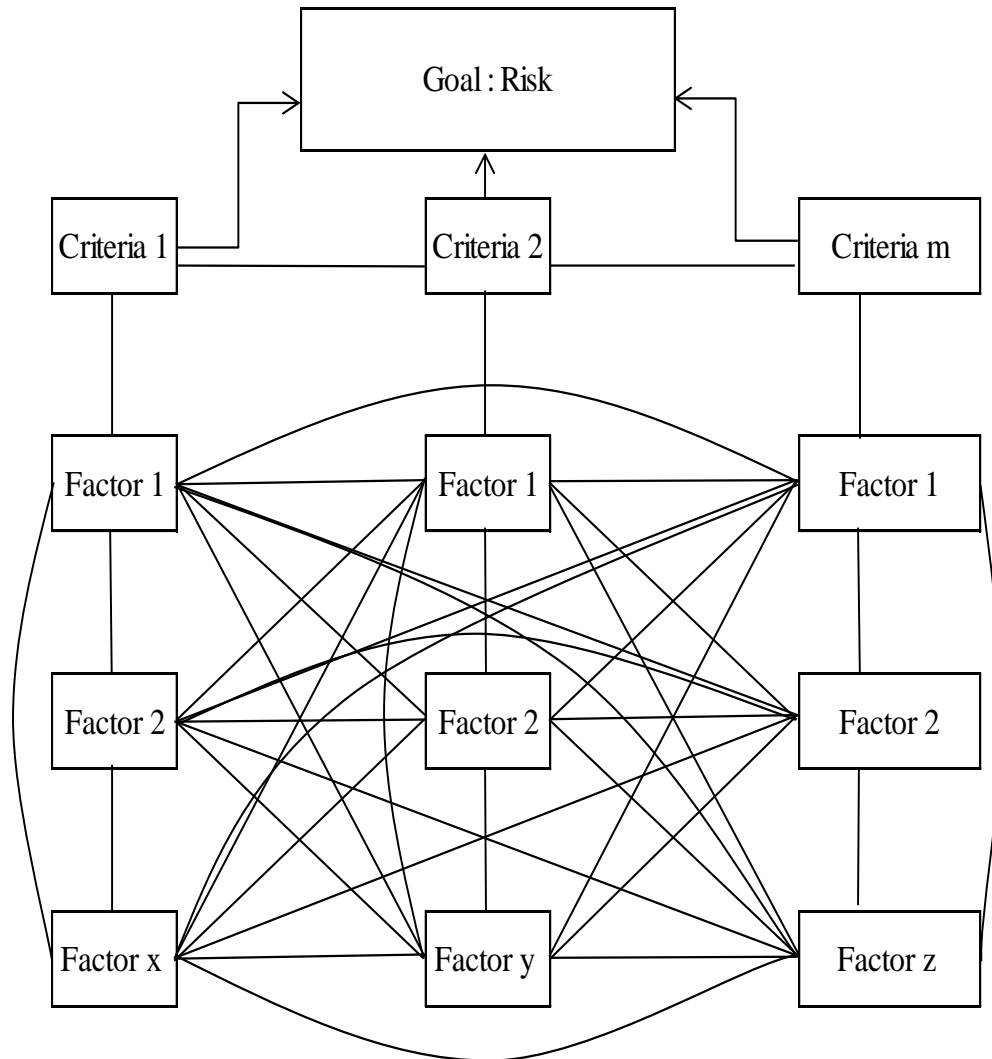 Goal : Risk
Criteria 1
Criteria 2
Criteria m
Factor 1
Factor 1
Factor 1
Factor 2
Factor 2
Factor 2
Factor x
Factor y
Factor z